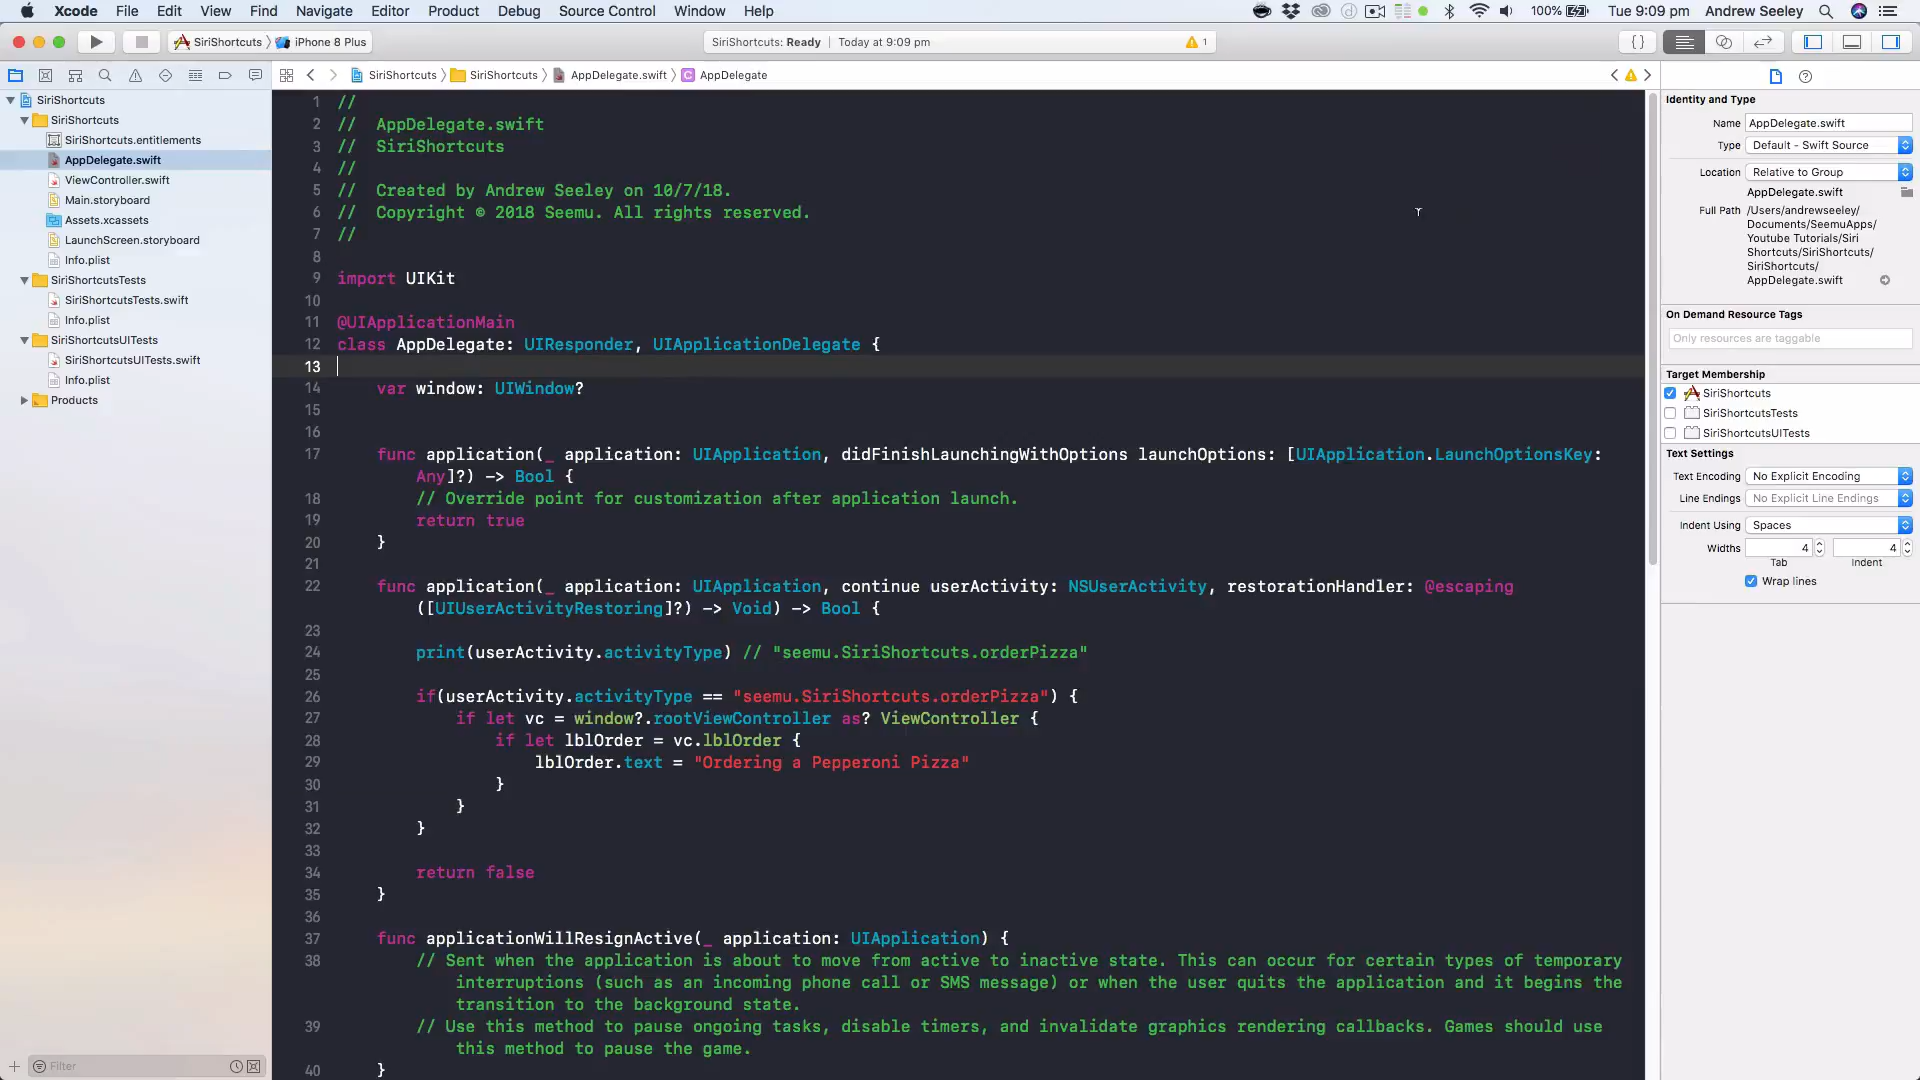 Xcode File Edit View Find Navigate Editor Product Debug Source Control Window Help 100% Tue 9:09 pm Andrew Seeley
SiriShortcuts iPhone 8 Plus SiriShortcuts: Ready Today at 9:09 pm 1
SiriShortcuts SiriShortcuts AppDelegate.swift AppDelegate
SiriShortcuts
SiriShortcuts
SiriShortcuts.entitlements
AppDelegate.swift
ViewController.swift
Main.storyboard
Assets.xcassets
LaunchScreen.storyboard
Info.plist
SiriShortcutsTests
SiriShortcutsTests.swift
Info.plist
SiriShortcutsUITests
SiriShortcutsUITests.swift
Info.plist
Products
Filter
1 //
2 // AppDelegate.swift
3 // SiriShortcuts
4 //
5 // Created by Andrew Seeley on 10/7/18.
6 // Copyright © 2018 Seemu. All rights reserved.
7 //
8
9 import UIKit
10
11 @UIApplicationMain
12 class AppDelegate: UIResponder, UIApplicationDelegate {
13
14 var window: UIWindow?
15
16
17 func application(_ application: UIApplication, didFinishLaunchingWithOptions launchOptions: [UIApplication.LaunchOptionsKey:
Any]?) -> Bool {
18 // Override point for customization after application launch.
19 return true
20 }
21
22 func application(_ application: UIApplication, continue userActivity: NSUserActivity, restorationHandler: @escaping
([UIUserActivityRestoring]?) -> Void) -> Bool {
23
24 print(userActivity.activityType) // "seemu.SiriShortcuts.orderPizza"
25
26 if(userActivity.activityType == "seemu.SiriShortcuts.orderPizza") {
27 if let vc = window?.rootViewController as? ViewController {
28 if let lblOrder = vc.lblOrder {
29 lblOrder.text = "Ordering a Pepperoni Pizza"
30 }
31 }
32 }
33
34 return false
35 }
36
37 func applicationWillResignActive(_ application: UIApplication) {
38 // Sent when the application is about to move from active to inactive state. This can occur for certain types of temporary
interruptions (such as an incoming phone call or SMS message) or when the user quits the application and it begins the
transition to the background state.
39 // Use this method to pause ongoing tasks, disable timers, and invalidate graphics rendering callbacks. Games should use
this method to pause the game.
40 }
Identity and Type
Name AppDelegate.swift
Type Default - Swift Source
Location Relative to Group
AppDelegate.swift
Full Path /Users/andrewseeley/
Documents/SeemuApps/
Youtube Tutorials/Siri
Shortcuts/SiriShortcuts/
SiriShortcuts/
AppDelegate.swift
On Demand Resource Tags
Only resources are taggable
Target Membership
SiriShortcuts
SiriShortcutsTests
SiriShortcutsUITests
Text Settings
Text Encoding No Explicit Encoding
Line Endings No Explicit Line Endings
Indent Using Spaces
Widths 4 4
Tab Indent
Wrap lines